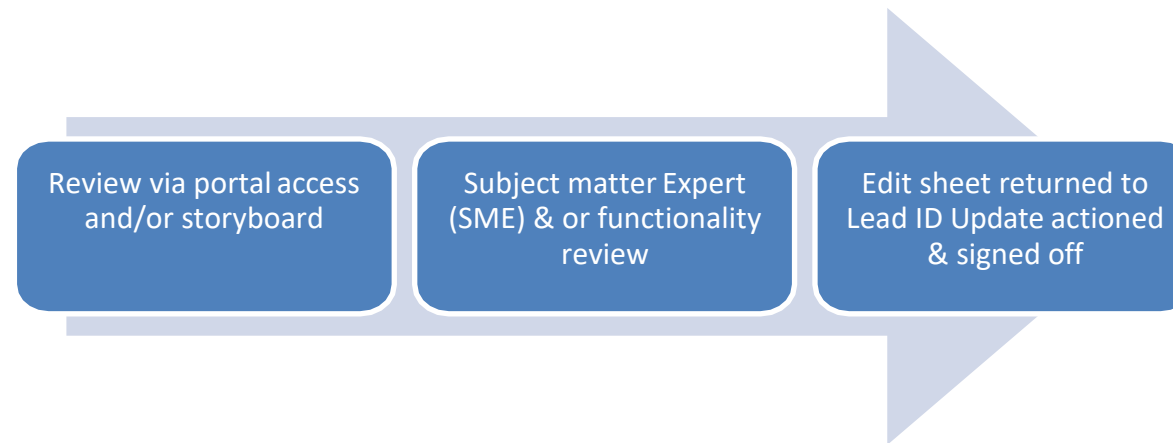 Review via portal access
and/or storyboard
Subject matter Expert
(SME) & or functionality
review
Edit sheet returned to
Lead ID Update actioned
& signed off